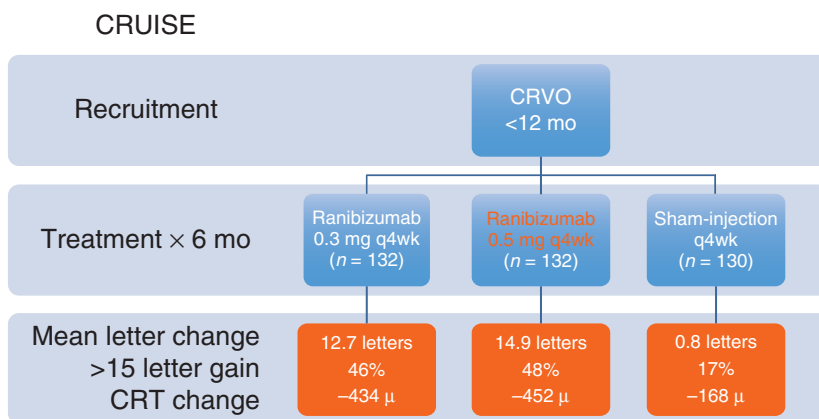 CRUISE
Recruitment
CRVO
<12 mo
Treatment × 6 mo
Ranibizumab
0.3 mg q4wk
(n = 132)
Ranibizumab
0.5 mg q4wk
(n = 132)
Sham-injection
q4wk
(n = 130)
Mean letter change
>15 letter gain
CRT change
12.7 letters
46%
–434 μ
14.9 letters
48%
–452 μ
0.8 letters
17%
–168 μ